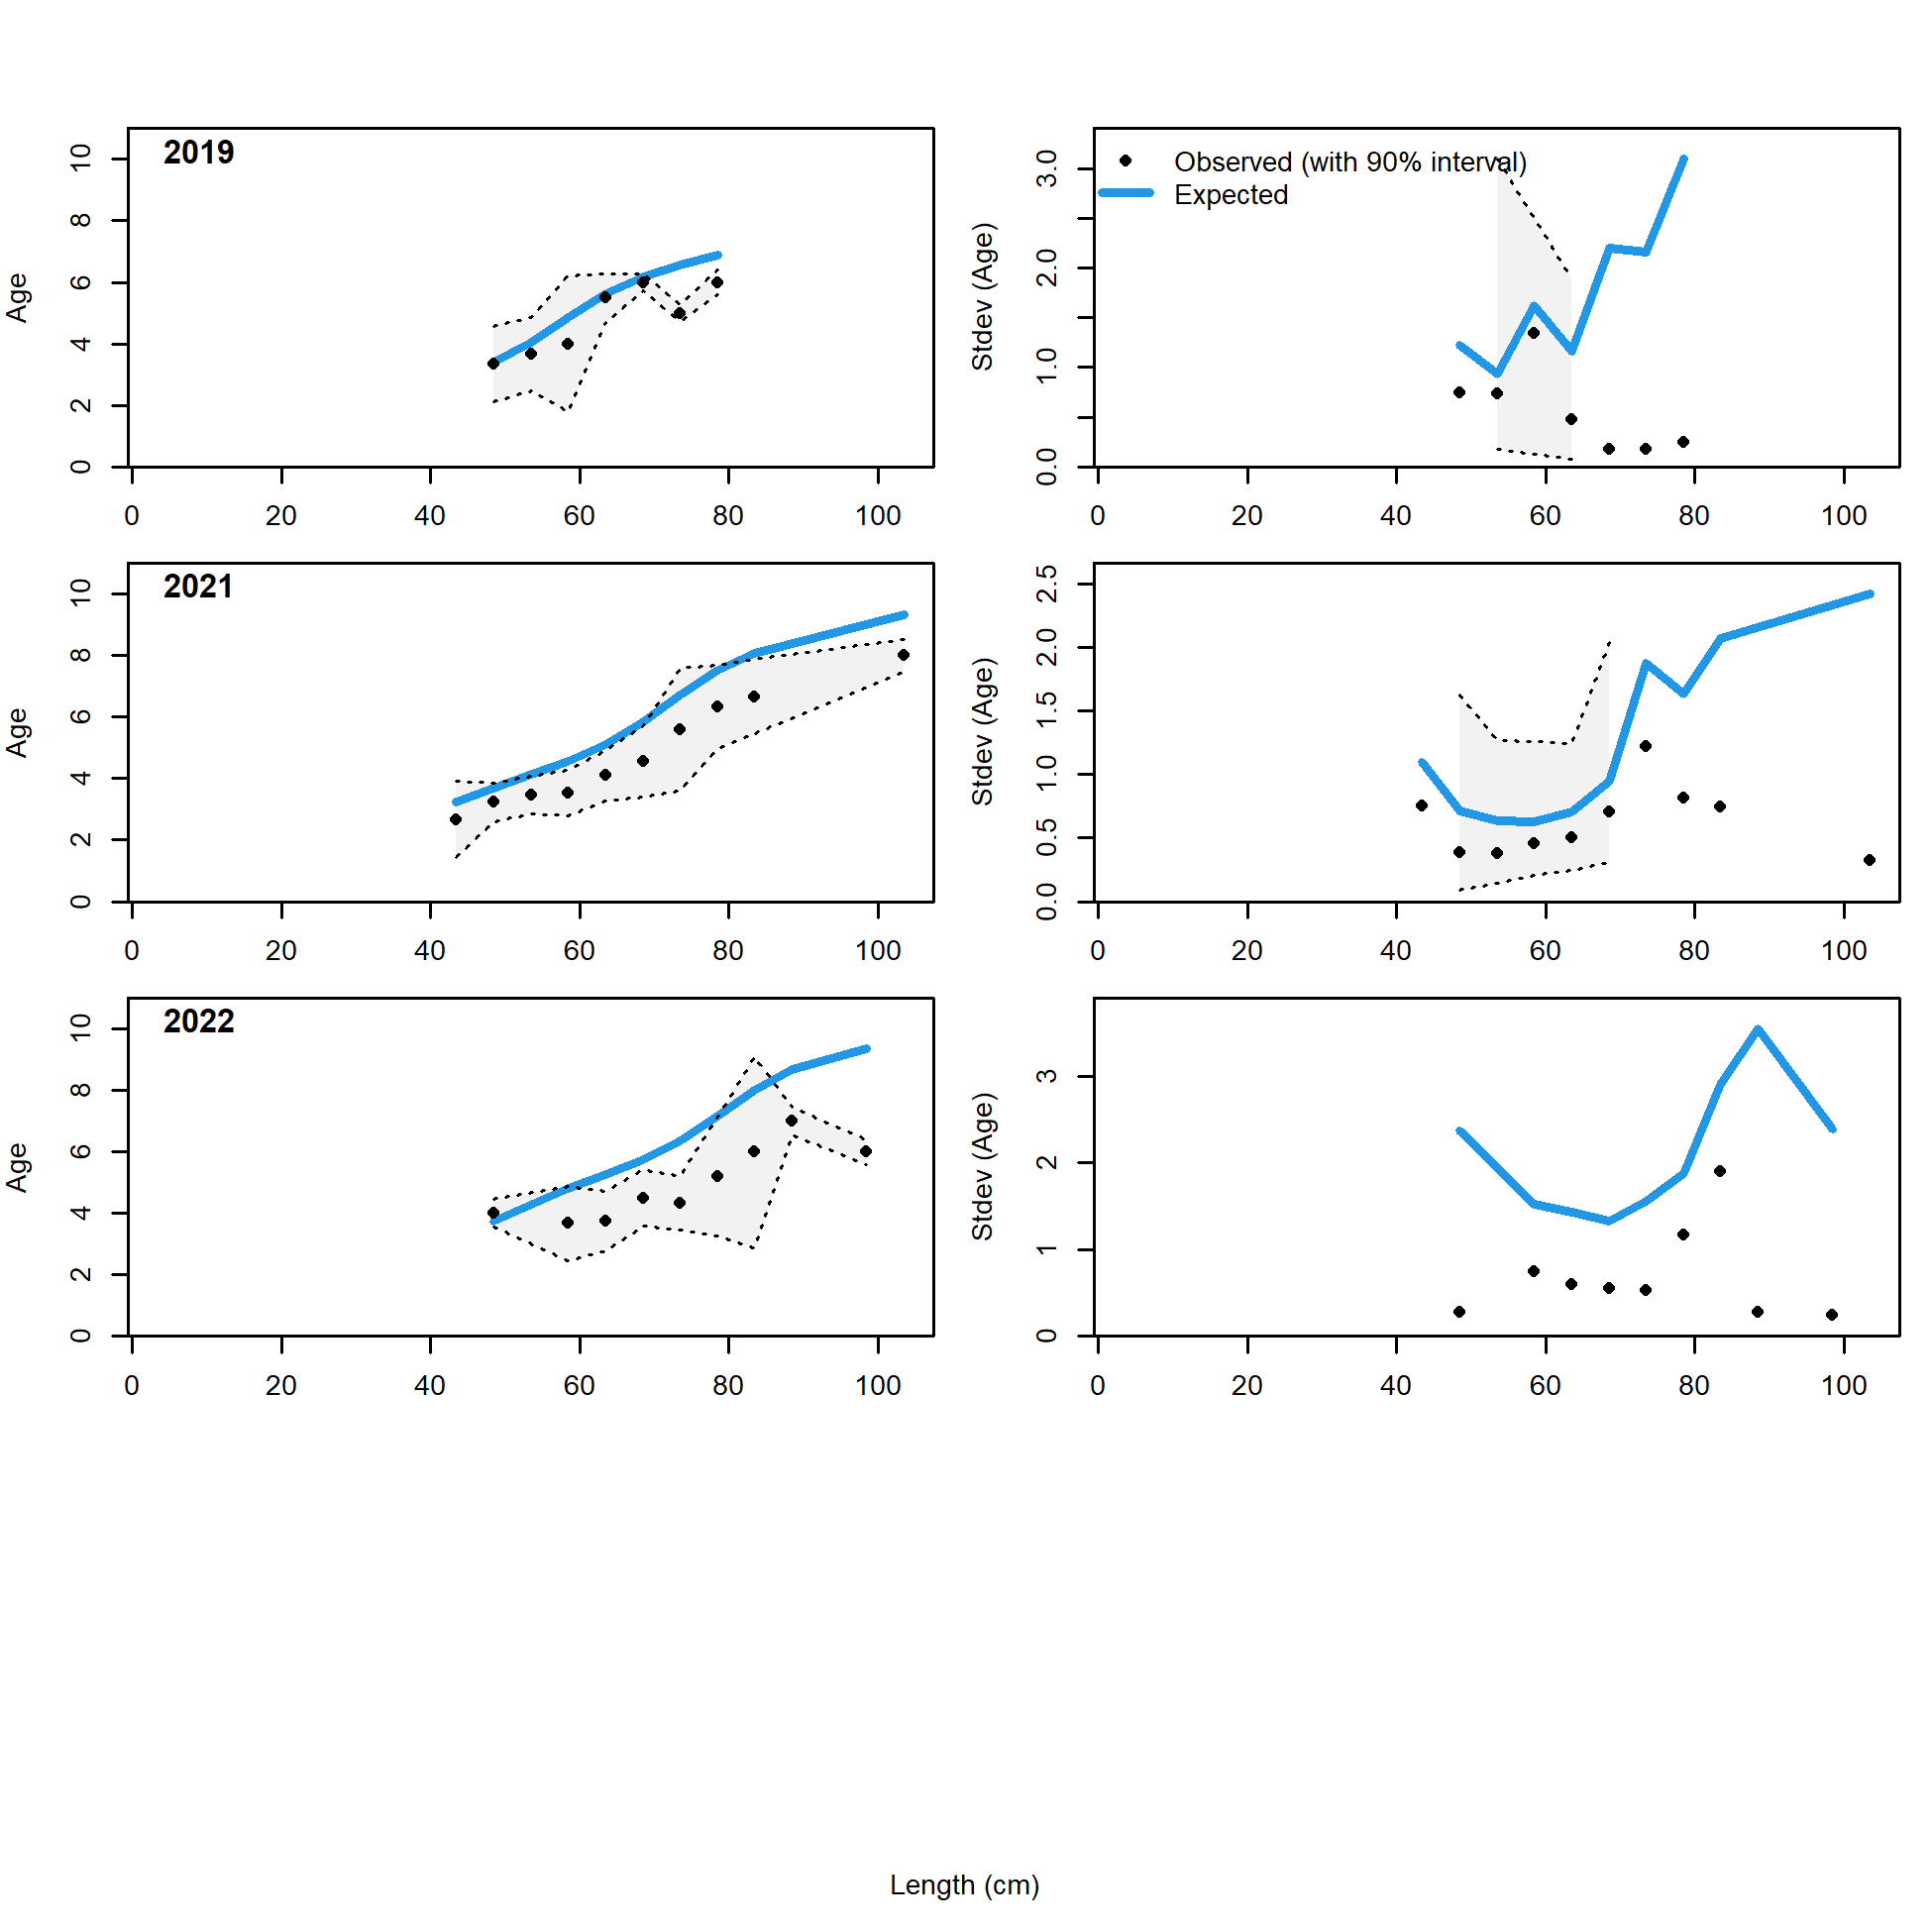 2019
Age
0 2 4 6 8 10
0 20 40 60 80 100
Observed (with 90% interval)
Expected
Stdev (Age)
0.0 1.0 2.0 3.0
0 20 40 60 80 100
2021
Age
0 2 4 6 8 10
0 20 40 60 80 100
Stdev (Age)
0.0 0.5 1.0 1.5 2.0 2.5
0 20 40 60 80 100
2022
Age
0 2 4 6 8 10
0 20 40 60 80 100
Stdev (Age)
0 1 2 3
0 20 40 60 80 100
Length (cm)